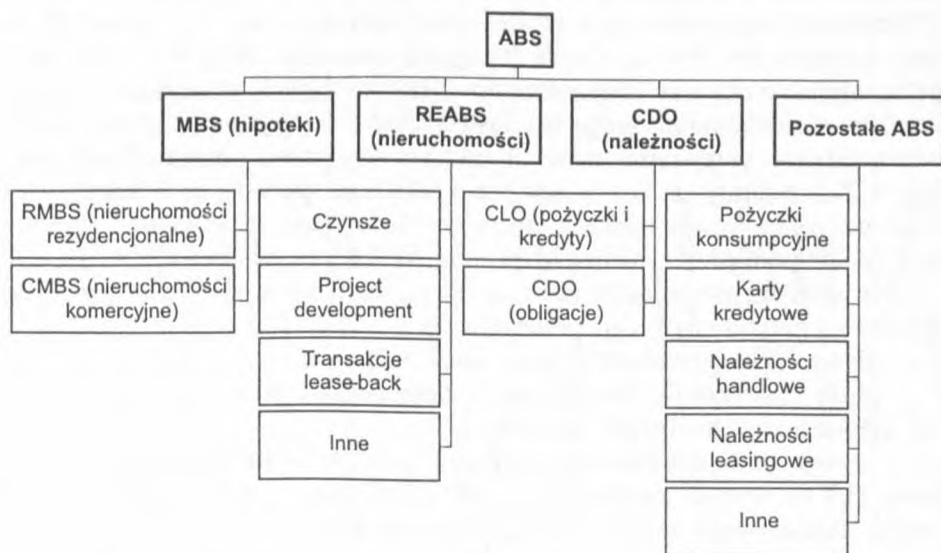 ABS
MBS (hipoteki)
REABS
(nieruchomości)
CDO
(należności)
Pozostałe ABS
RMBS (nieruchomości
rezydencjonalne)
CMBS (nieruchomości
komercyjne)
Czynsze
Project
development
Transakcje
lease-back
Inne
CLO (pożyczki i
kredyty)
CDO
(obligacje)
Pożyczki
konsumpcyjne
Karty
kredytowe
Należności
handlowe
Należności
leasingowe
Inne